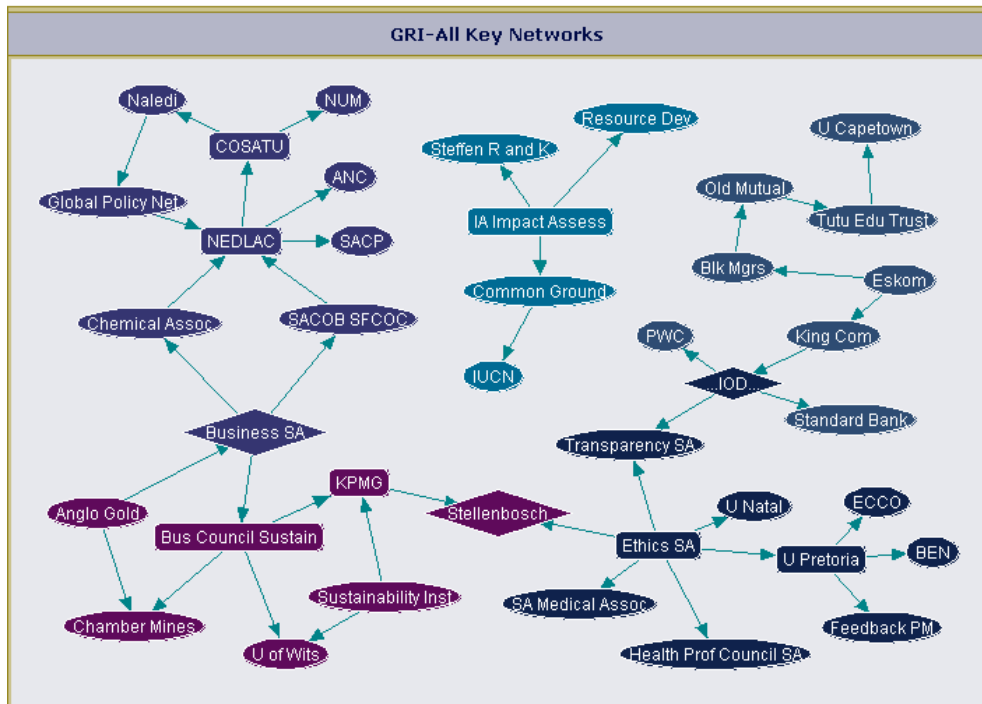 GRI-All Key Networks
Naledi
NUM
COSATU
Resource Dev
Steffen R and K
U Capetown
ANC
Old Mutual
Global Policy Net
IA Impact Assess
Tutu Edu Trust
NEDLAC
SACP
Blk Mgrs
Eskom
Common Ground
Chemical Assoc
SACOB SFCOC
PWC
King Com
IUCN
...IOD...
Standard Bank
Business SA
Transparency SA
KPMG
Anglo Gold
Stellenbosch
U Natal
ECCO
Bus Council Sustain
Ethics SA
BEN
U Pretoria
Sustainability Inst
SA Medical Assoc
Chamber Mines
Feedback PM
U of Wits
Health Prof Council SA